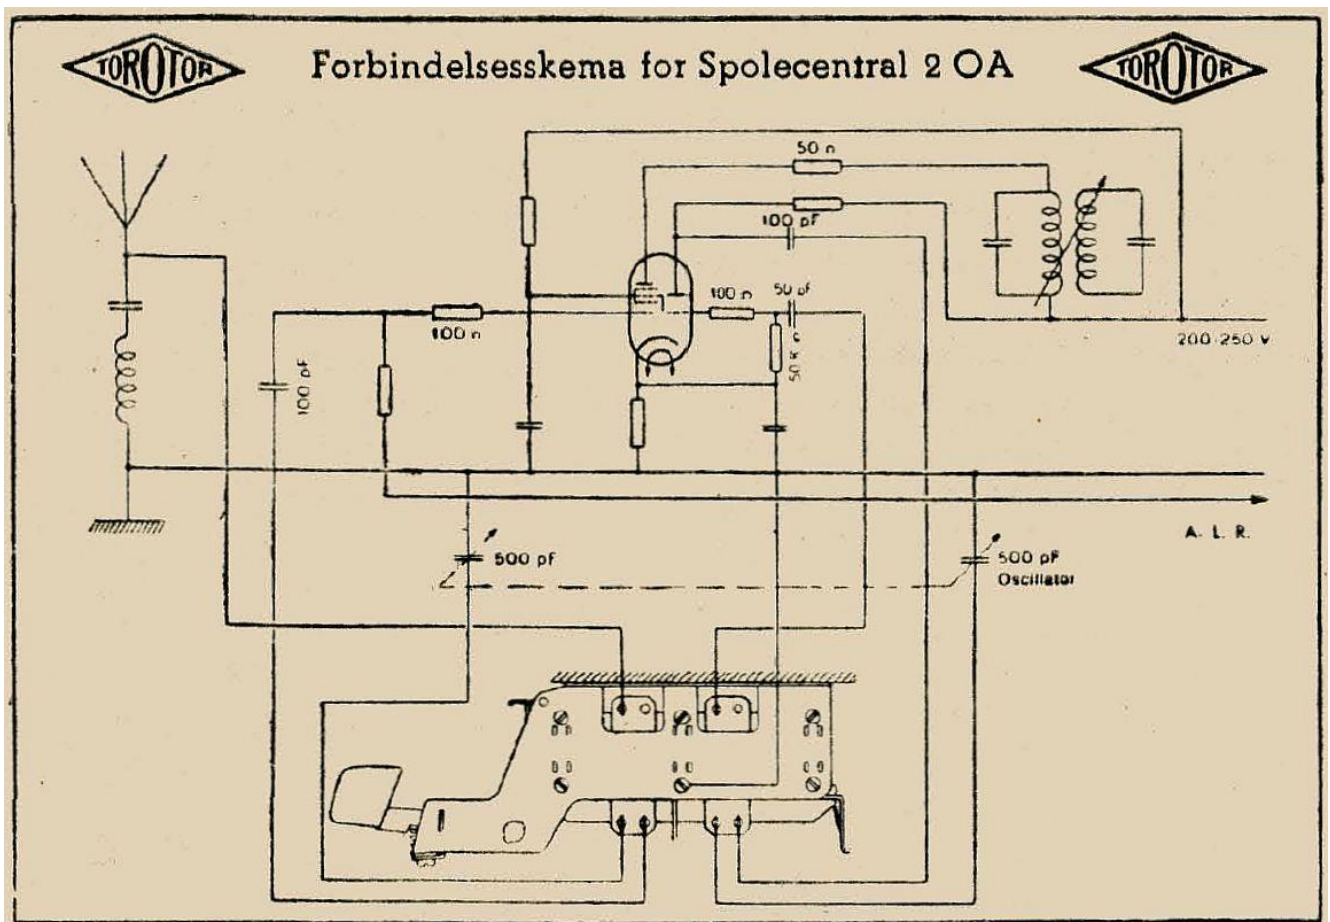 TOROTOR
Forbindelsesskema for Spolecentral 2 OA
TOROTOR
50 n
100 pF
100 n
50 pF
100 n
50 k n
100 pF
200-250 V
A. L. R.
500 pF
500 pF
Oscillator